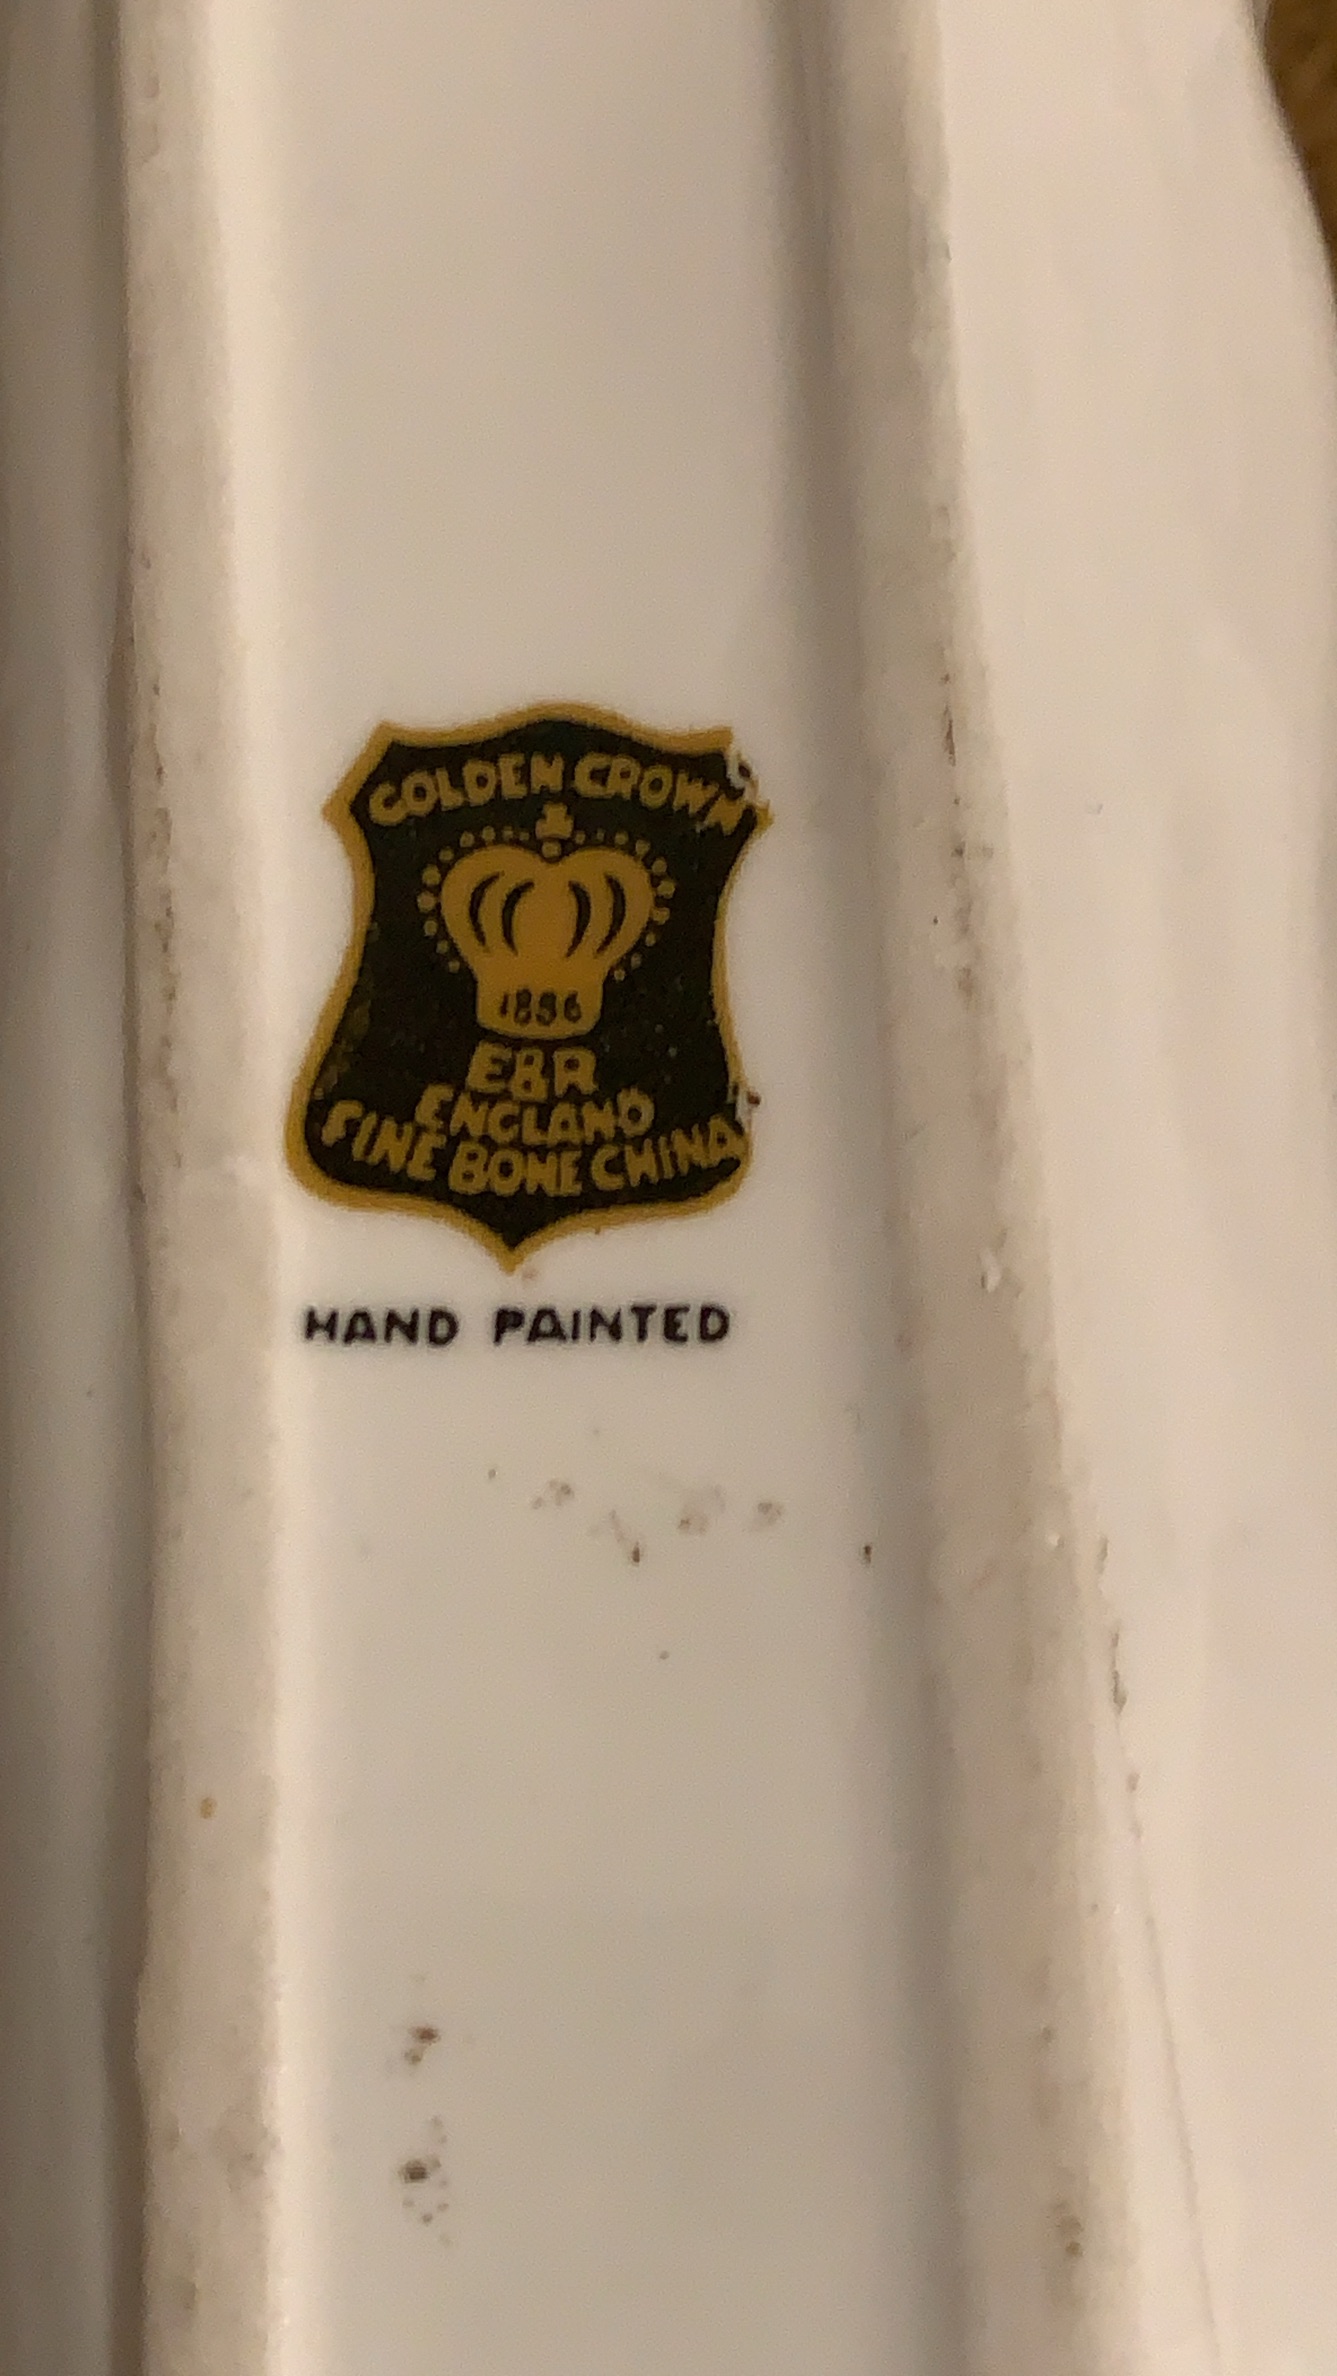 GOLDEN CROWN
1886
E&R
ENGLAND
FINE BONE CHINA
HAND PAINTED